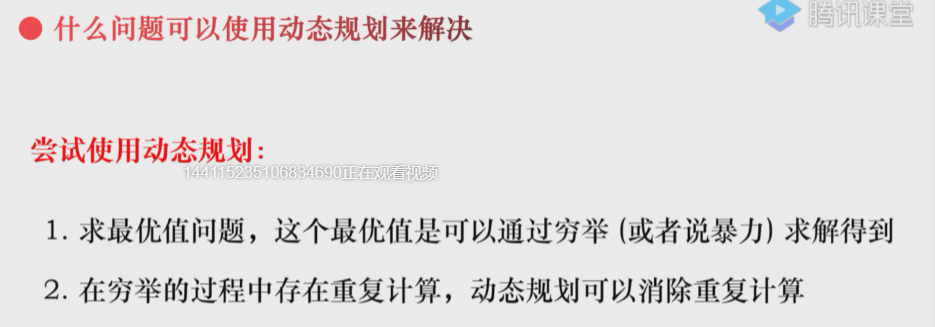 什么问题可以使用动态规划来解决
腾讯课堂
尝试使用动态规划：
144115235106834690正在观看视频
1. 求最优值问题，这个最优值是可以通过穷举 (或者说暴力) 求解得到
2. 在穷举的过程中存在重复计算，动态规划可以消除重复计算